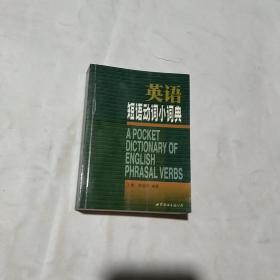 英语
短语动词小词典
A POCKET
DICTIONARY OF
ENGLISH
PHRASAL VERBS